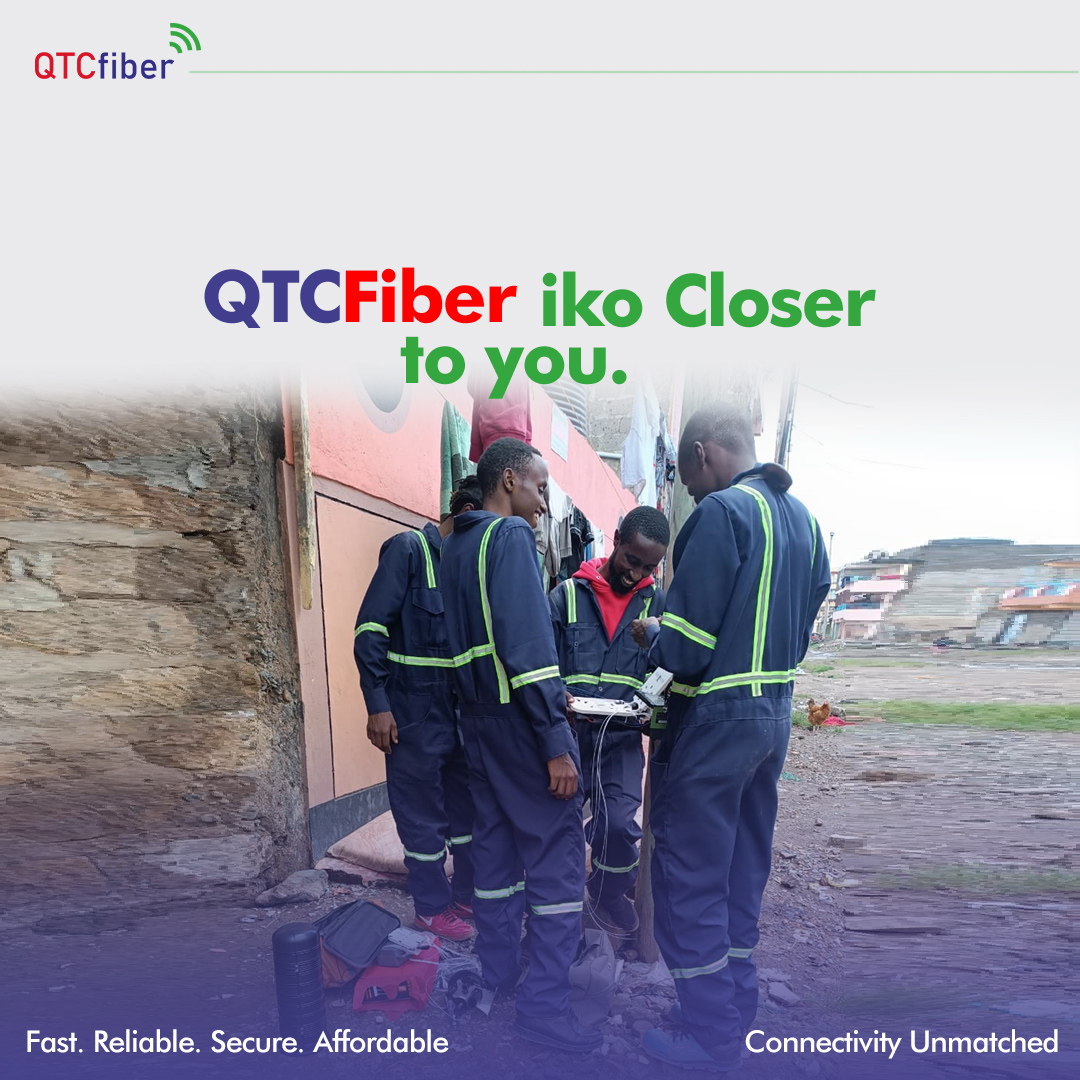 QTCfiber
QTCFiber iko Closer
to you.
Fast. Reliable. Secure. Affordable
Connectivity Unmatched